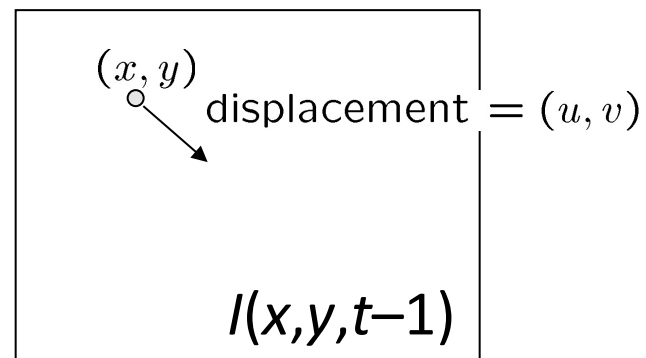 (x, y)
displacement = (u, v)
I(x,y,t−1)